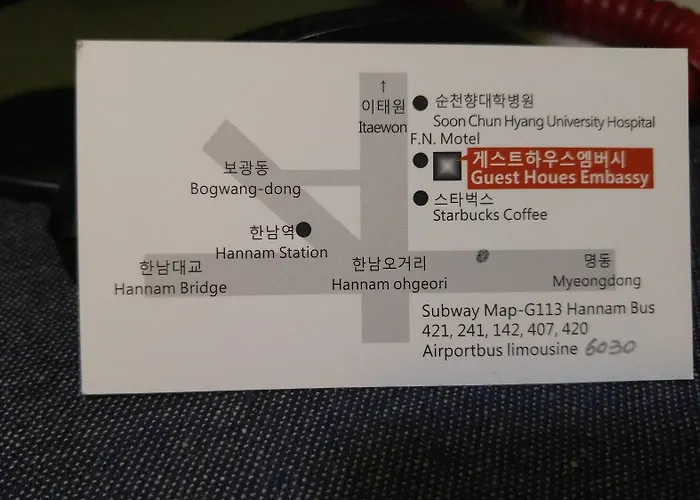 ↑
이태원
Itaewon
순천향대학병원
Soon Chun Hyang University Hospital
F.N. Motel
게스트하우스엠버시
Guest Houes Embassy
스타벅스
Starbucks Coffee
보광동
Bogwang-dong
한남역
Hannam Station
한남대교
Hannam Bridge
한남오거리
Hannam ohgeori
명동
Myeongdong
Subway Map-G113 Hannam Bus
421, 241, 142, 407, 420
Airportbus limousine 6030